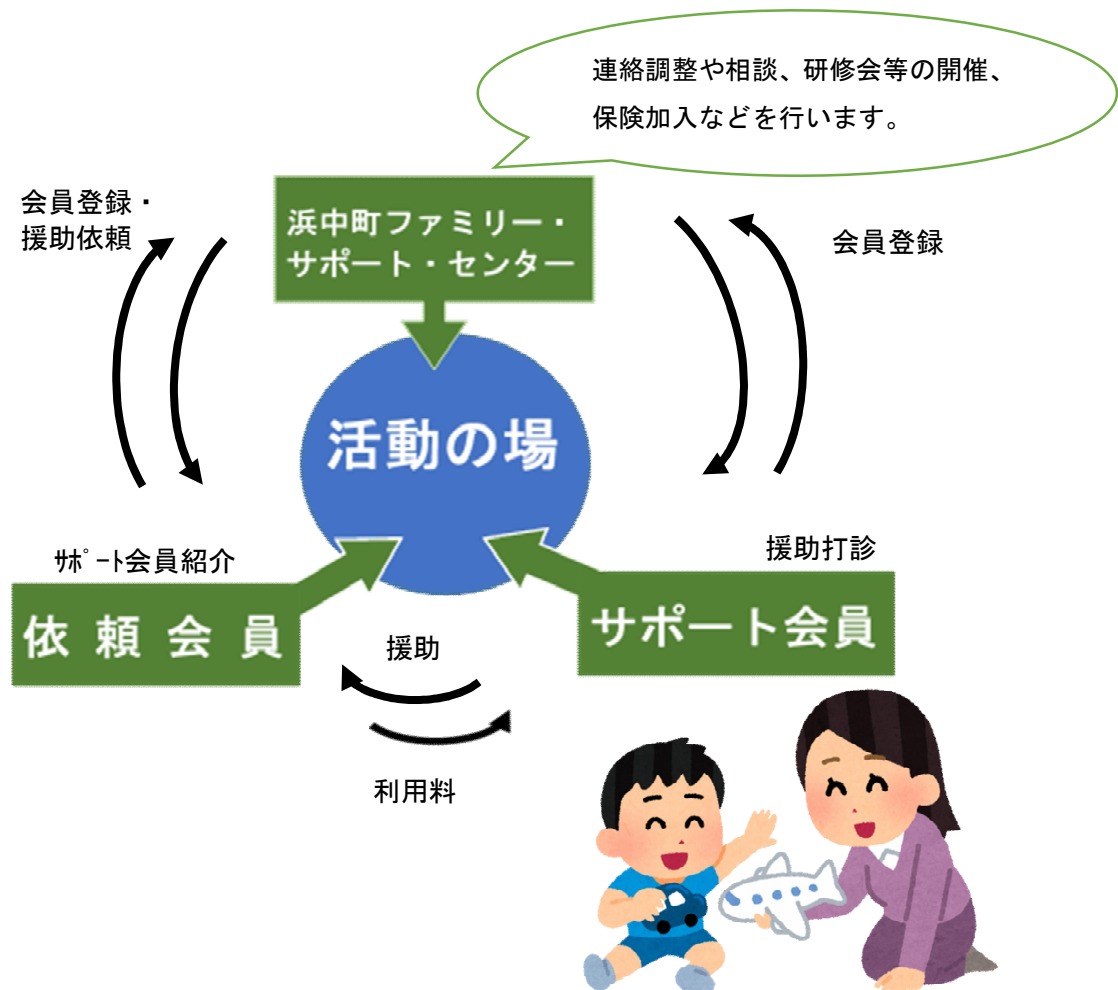 連絡調整や相談、研修会等の開催、
保険加入などを行います。
会員登録・
援助依頼
浜中町ファミリー・
サポート・センター
会員登録
活動の場
ｻﾎﾟｰﾄ会員紹介
援助打診
依頼会員
サポート会員
援助
利用料